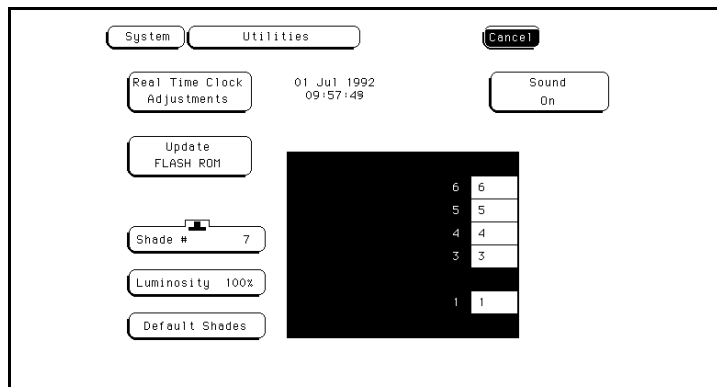 System Utilities Cancel
Real Time Clock
Adjustments
01 Jul 1992
09:57:49
Sound
On
Update
FLASH ROM
6 6
5 5
4 4
3 3
1 1
Shade # 7
Luminosity 100%
Default Shades